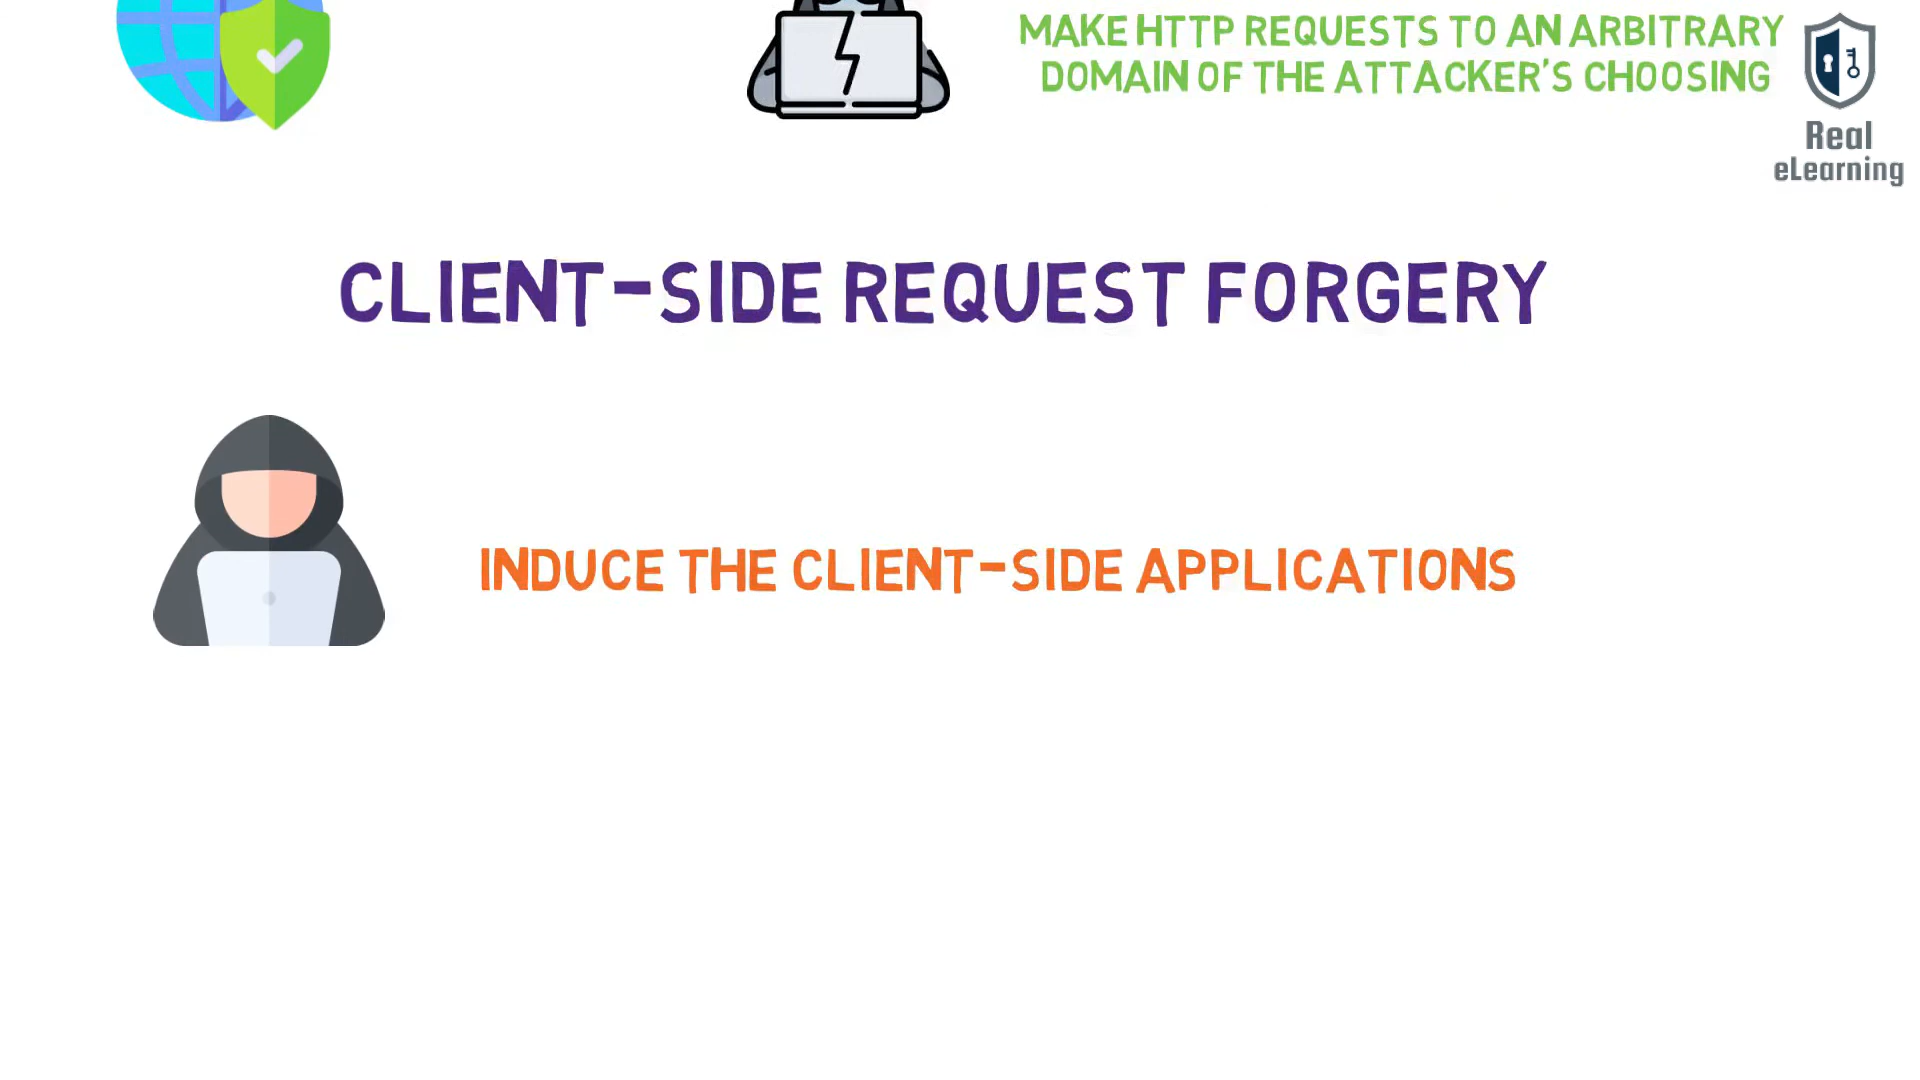 MAKE HTTP REQUESTS TO AN ARBITRARY
DOMAIN OF THE ATTACKER'S CHOOSING
Real
eLearning
CLIENT-SIDE REQUEST FORGERY
INDUCE THE CLIENT-SIDE APPLICATIONS